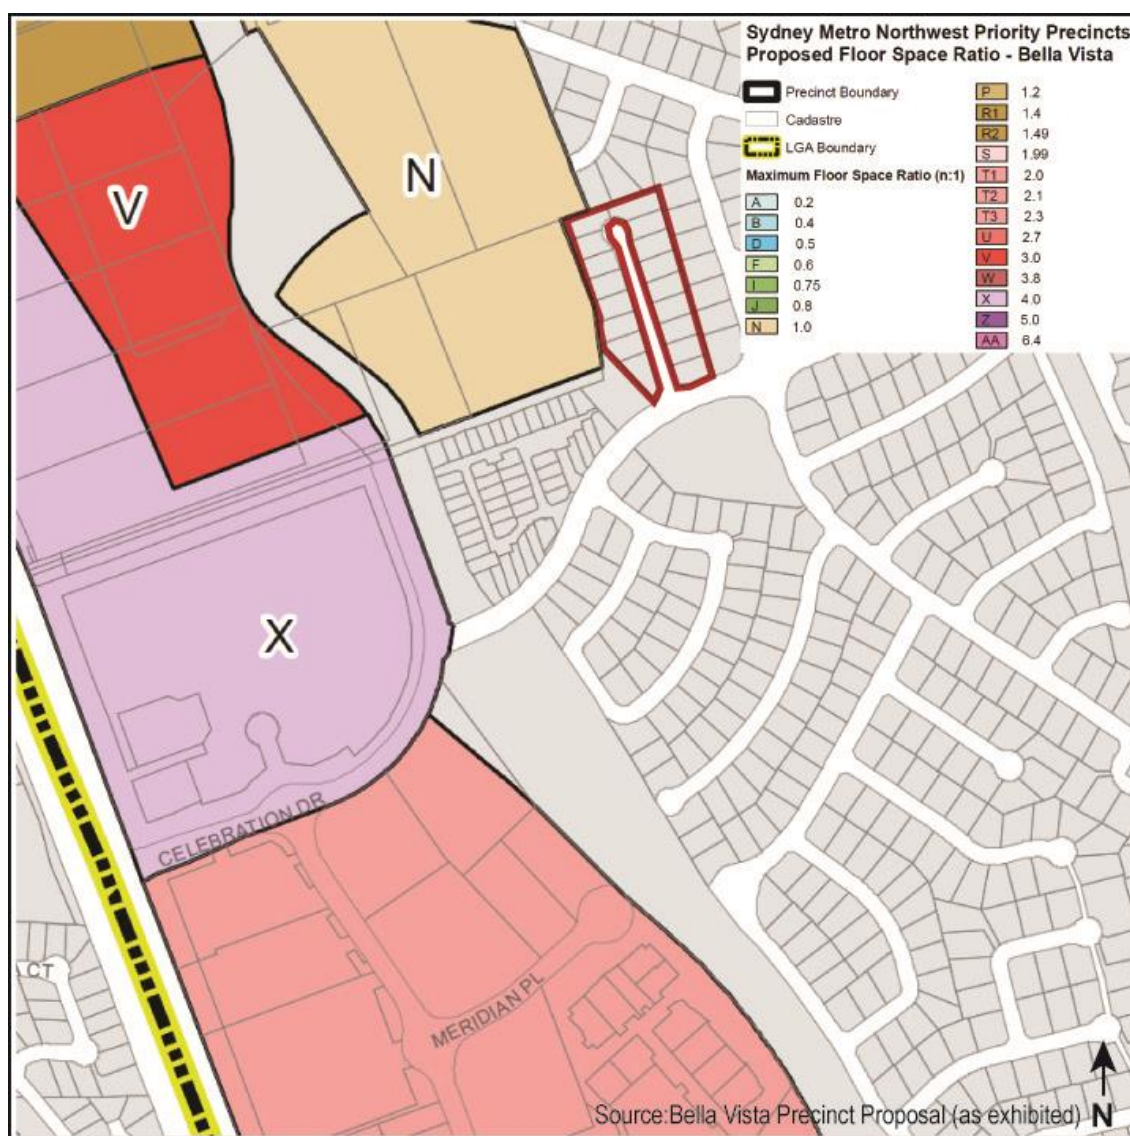 Sydney Metro Northwest Priority Precincts
Proposed Floor Space Ratio - Bella Vista
Precinct Boundary
Cadastre
LGA Boundary
Maximum Floor Space Ratio (n:1)
A 0.2
B 0.4
D 0.5
F 0.6
I 0.75
J 0.8
N 1.0
P 1.2
R1 1.4
R2 1.49
S 1.99
T1 2.0
T2 2.1
T3 2.3
U 2.7
V 3.0
W 3.8
X 4.0
Z 5.0
AA 6.4
V
N
X
CELEBRATION DR
MERIDIAN PL
A CT
Source:Bella Vista Precinct Proposal (as exhibited)
N